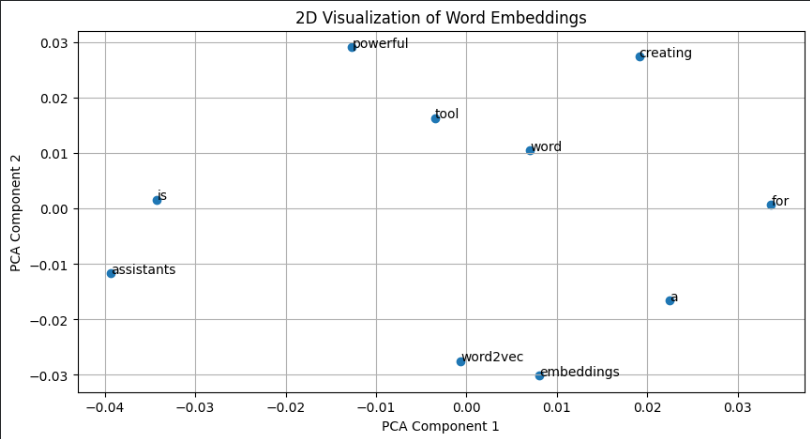 2D Visualization of Word Embeddings
0.03
powerful
creating
0.02
tool
word
0.01
is
for
0.00
PCA Component 2
−0.01
assistants
a
−0.02
word2vec
embeddings
−0.03
−0.04 −0.03 −0.02 −0.01 0.00 0.01 0.02 0.03
PCA Component 1